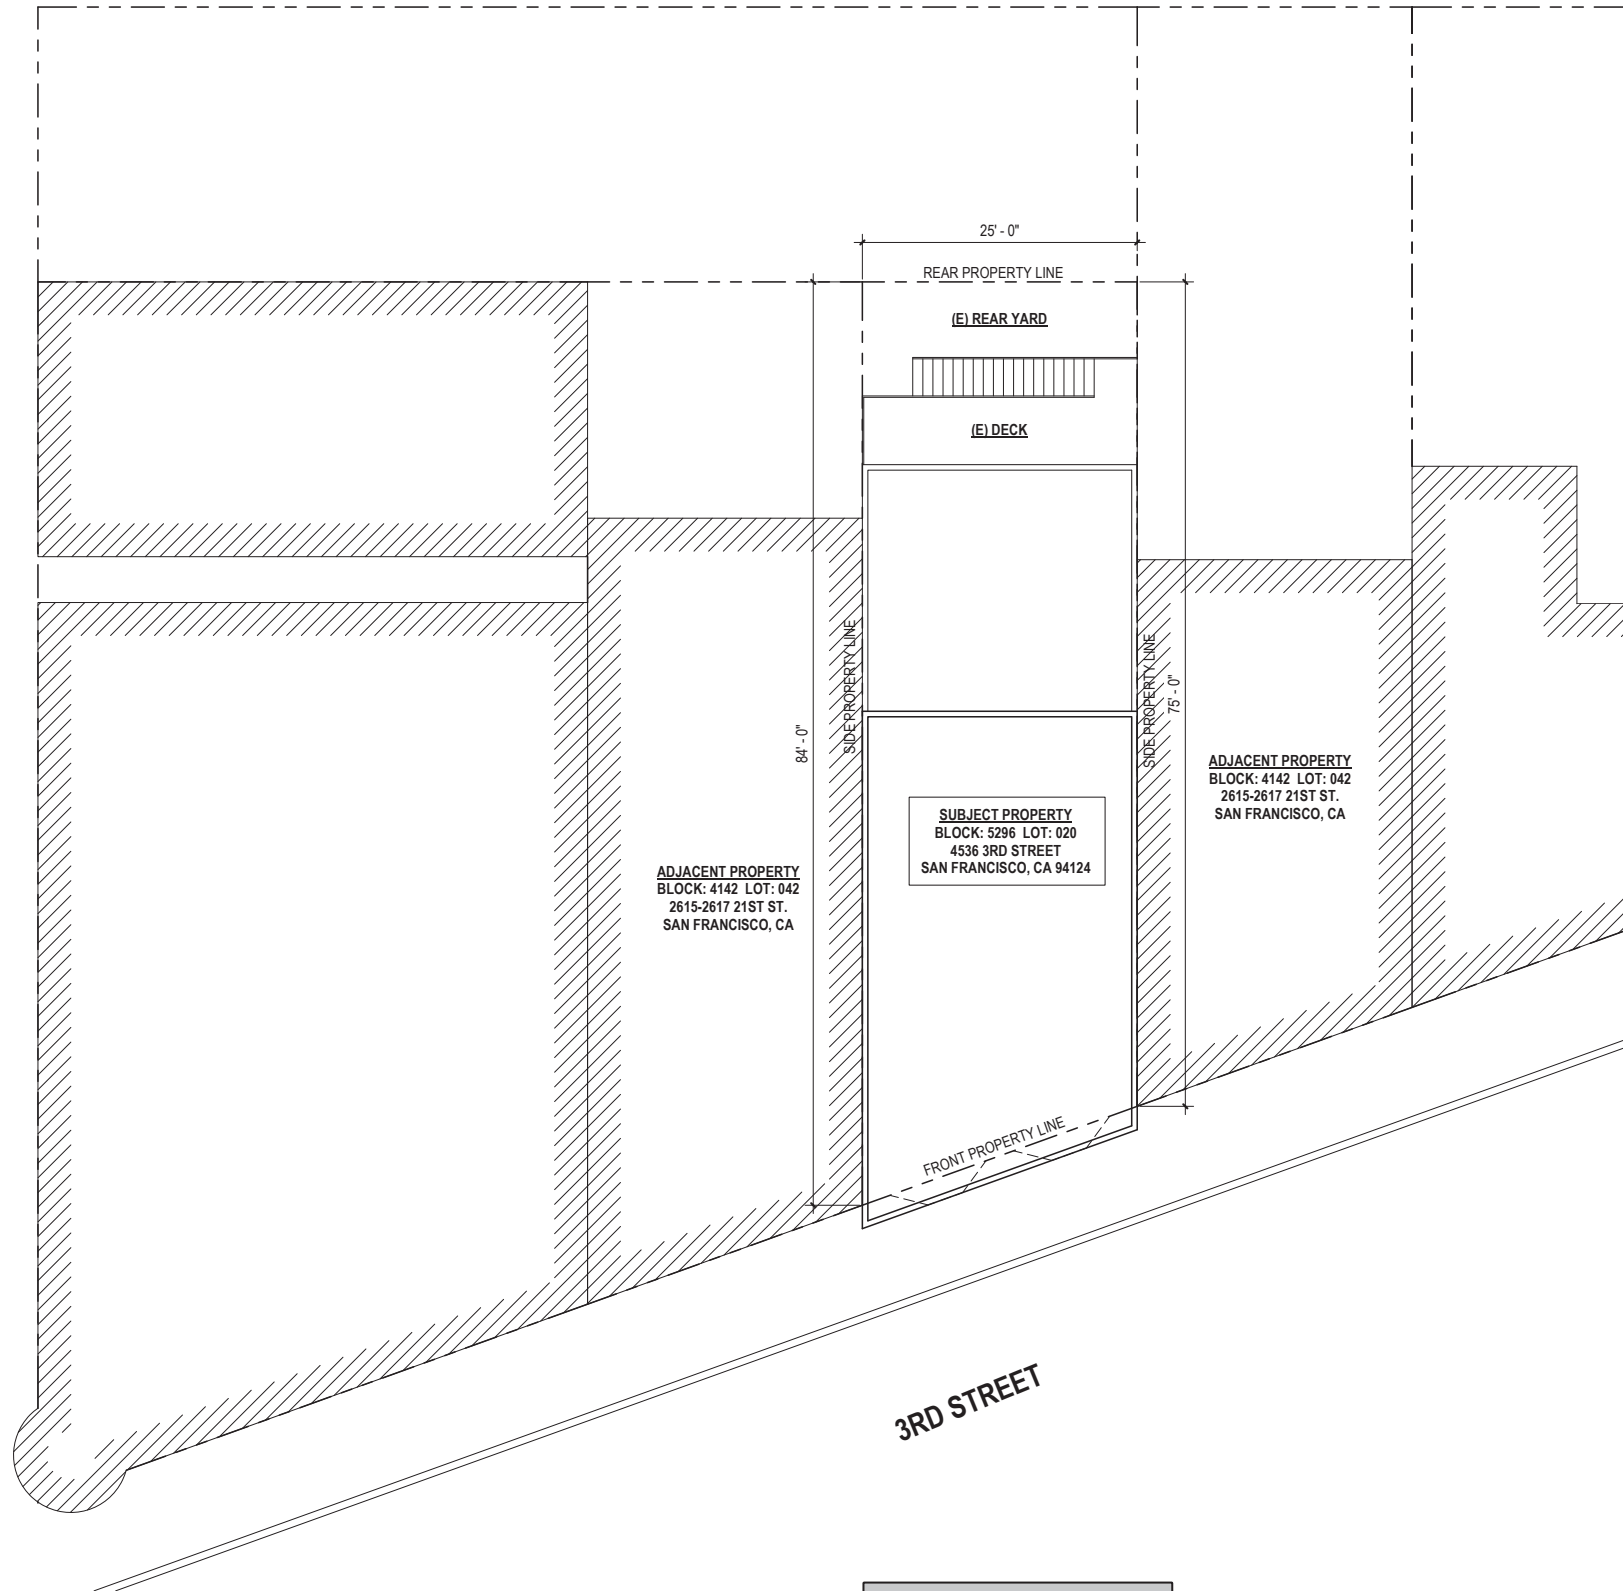 25' - 0"
REAR PROPERTY LINE
(E) REAR YARD
(E) DECK
SIDE PROPERTY LINE
SIDE PROPERTY LINE
84' - 0"
75' - 0"
ADJACENT PROPERTY
BLOCK: 4142 LOT: 042
2615-2617 21ST ST.
SAN FRANCISCO, CA
SUBJECT PROPERTY
BLOCK: 5296 LOT: 020
4536 3RD STREET
SAN FRANCISCO, CA 94124
ADJACENT PROPERTY
BLOCK: 4142 LOT: 042
2615-2617 21ST ST.
SAN FRANCISCO, CA
FRONT PROPERTY LINE
3RD STREET